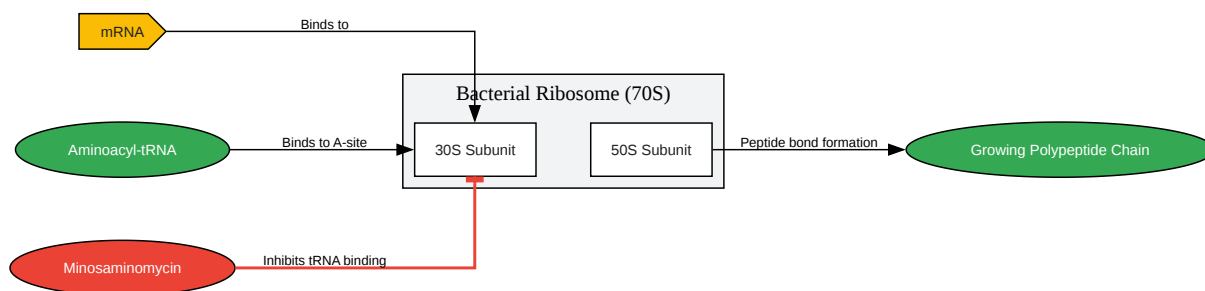 mRNA
Binds to
Bacterial Ribosome (70S)
Aminoacyl-tRNA
Binds to A-site
30S Subunit
50S Subunit
Peptide bond formation
Growing Polypeptide Chain
Minosaminomycin
Inhibits tRNA binding